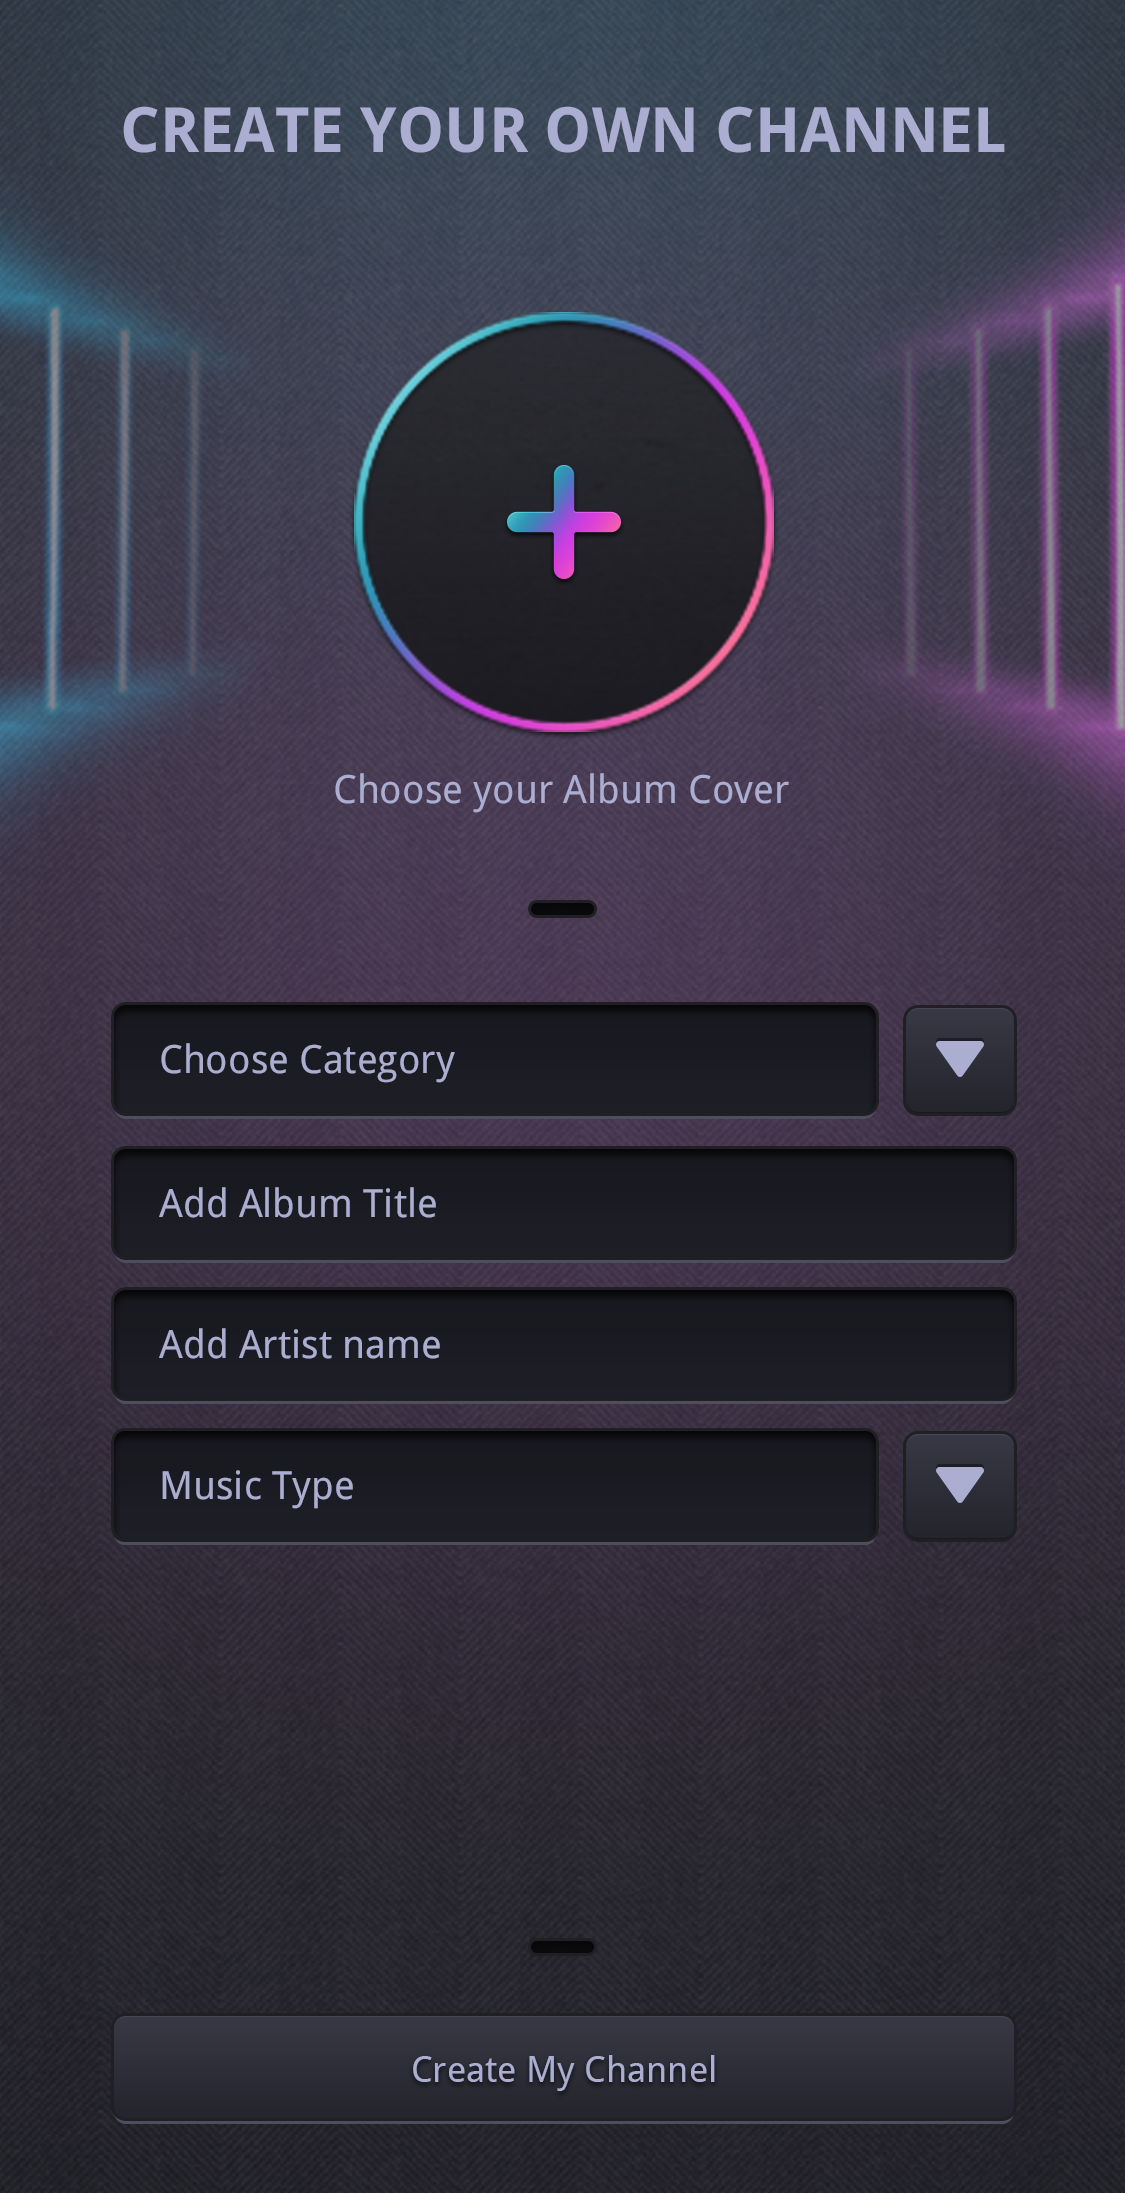 CREATE YOUR OWN CHANNEL
Choose your Album Cover
Choose Category
Add Album Title
Add Artist name
Music Type
Create My Channel